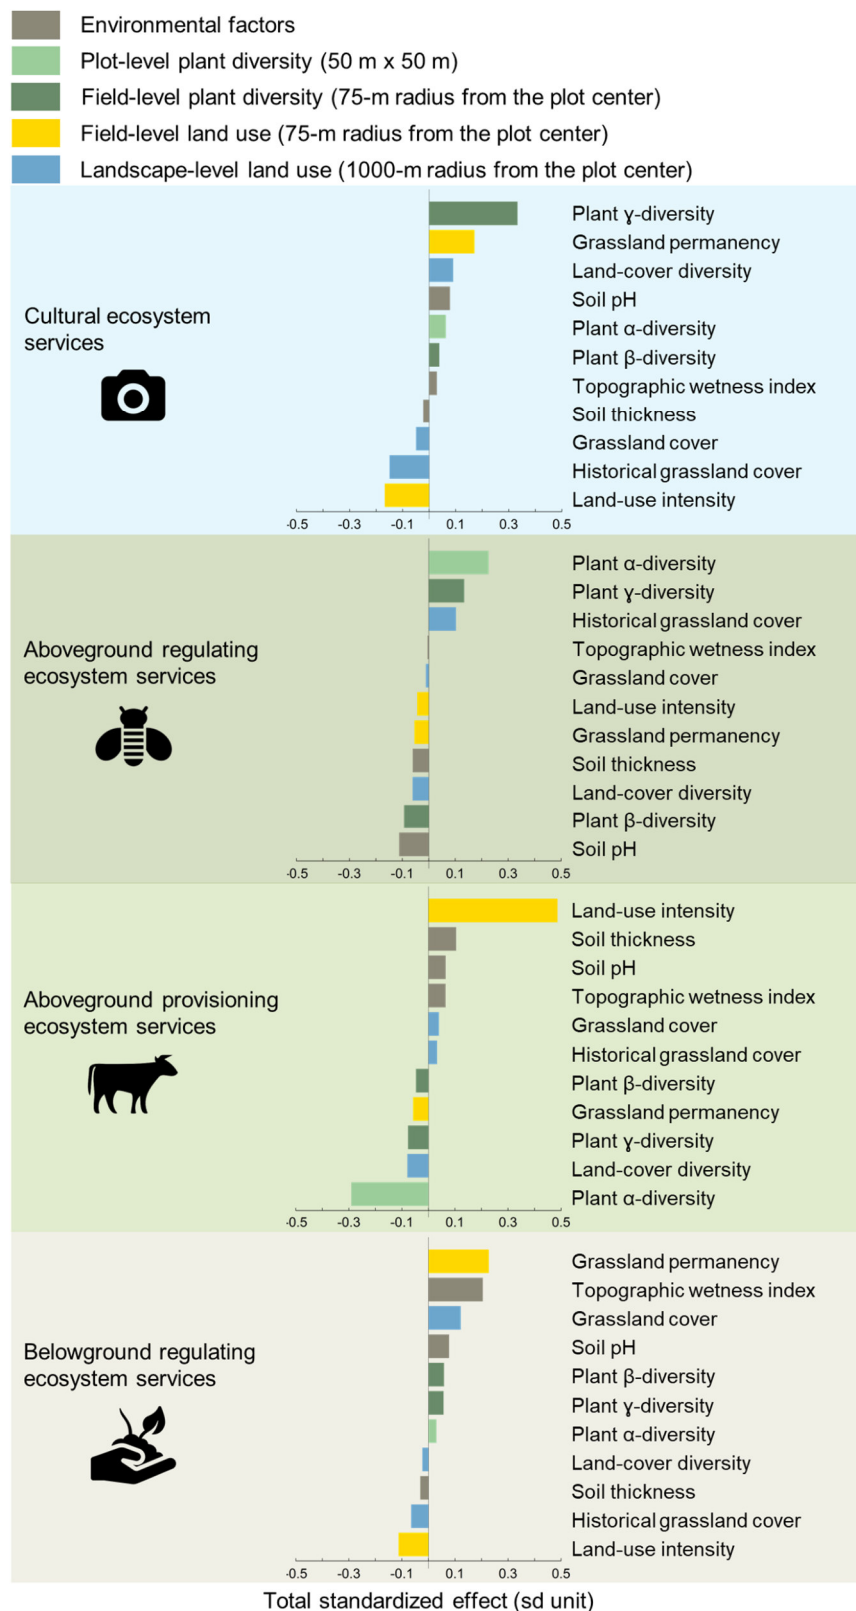 Environmental factors
Plot-level plant diversity (50 m x 50 m)
Field-level plant diversity (75-m radius from the plot center)
Field-level land use (75-m radius from the plot center)
Landscape-level land use (1000-m radius from the plot center)
Cultural ecosystem
services
Plant ɣ-diversity
Grassland permanency
Land-cover diversity
Soil pH
Plant α-diversity
Plant β-diversity
Topographic wetness index
Soil thickness
Grassland cover
Historical grassland cover
Land-use intensity
-0.5 -0.3 -0.1 0.1 0.3 0.5
Aboveground regulating
ecosystem services
Plant α-diversity
Plant ɣ-diversity
Historical grassland cover
Topographic wetness index
Grassland cover
Land-use intensity
Grassland permanency
Soil thickness
Land-cover diversity
Plant β-diversity
Soil pH
-0.5 -0.3 -0.1 0.1 0.3 0.5
Aboveground provisioning
ecosystem services
Land-use intensity
Soil thickness
Soil pH
Topographic wetness index
Grassland cover
Historical grassland cover
Plant β-diversity
Grassland permanency
Plant ɣ-diversity
Land-cover diversity
Plant α-diversity
-0.5 -0.3 -0.1 0.1 0.3 0.5
Belowground regulating
ecosystem services
Grassland permanency
Topographic wetness index
Grassland cover
Soil pH
Plant β-diversity
Plant ɣ-diversity
Plant α-diversity
Land-cover diversity
Soil thickness
Historical grassland cover
Land-use intensity
-0.5 -0.3 -0.1 0.1 0.3 0.5
Total standardized effect (sd unit)